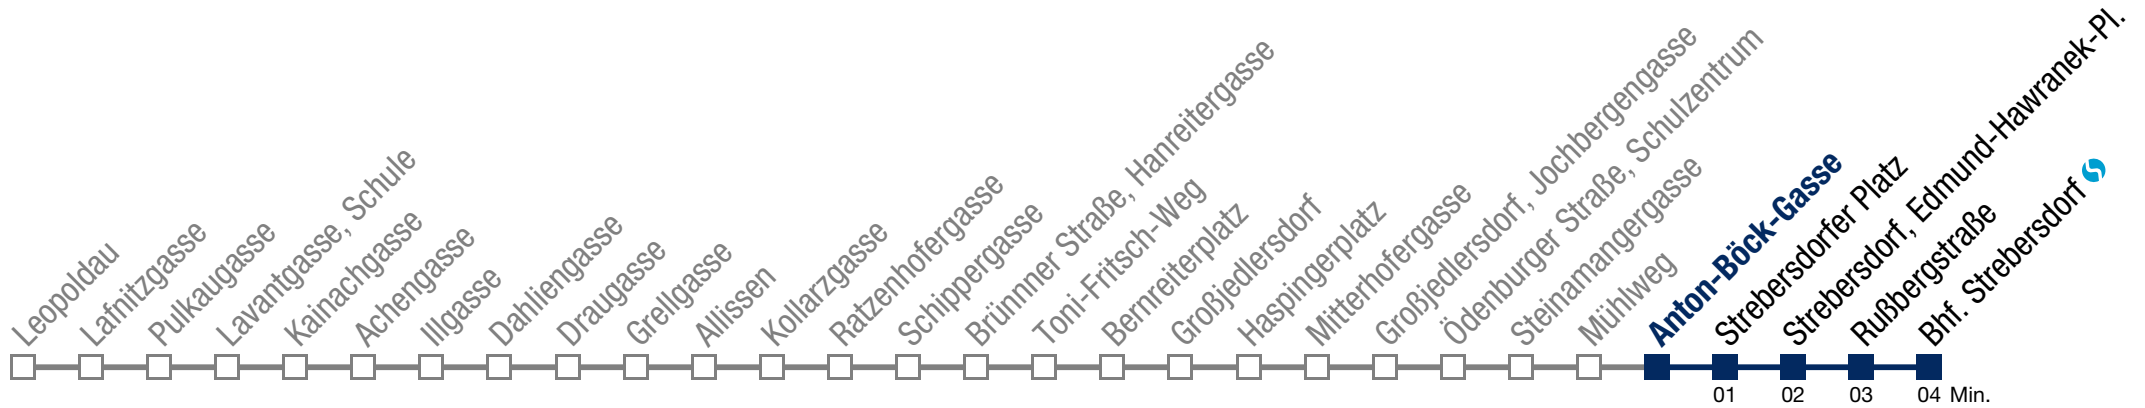 Leopoldau
Lafnitzgasse
Pulkaugasse
Lavantgasse, Schule
Kainachgasse
Achengasse
Illgasse
Dahliengasse
Draugasse
Grellgasse
Allissen
Kollarzgasse
Ratzenhofergasse
Schippergasse
Brünnner Straße, Hanreitergasse
Toni-Fritsch-Weg
Bernreiterplatz
Großjedlersdorf
Haspingerplatz
Mitterhofergasse
Großjedlersdorf, Jochbergengasse
Ödenburger Straße, Schulzentrum
Steinamangergasse
Mühlweg
Anton-Böck-Gasse
Strebersdorfer Platz
Strebersdorf, Edmund-Hawranek-Pl.
Rußbergstraße
Bhf. Strebersdorf
01 02 03 04 Min.